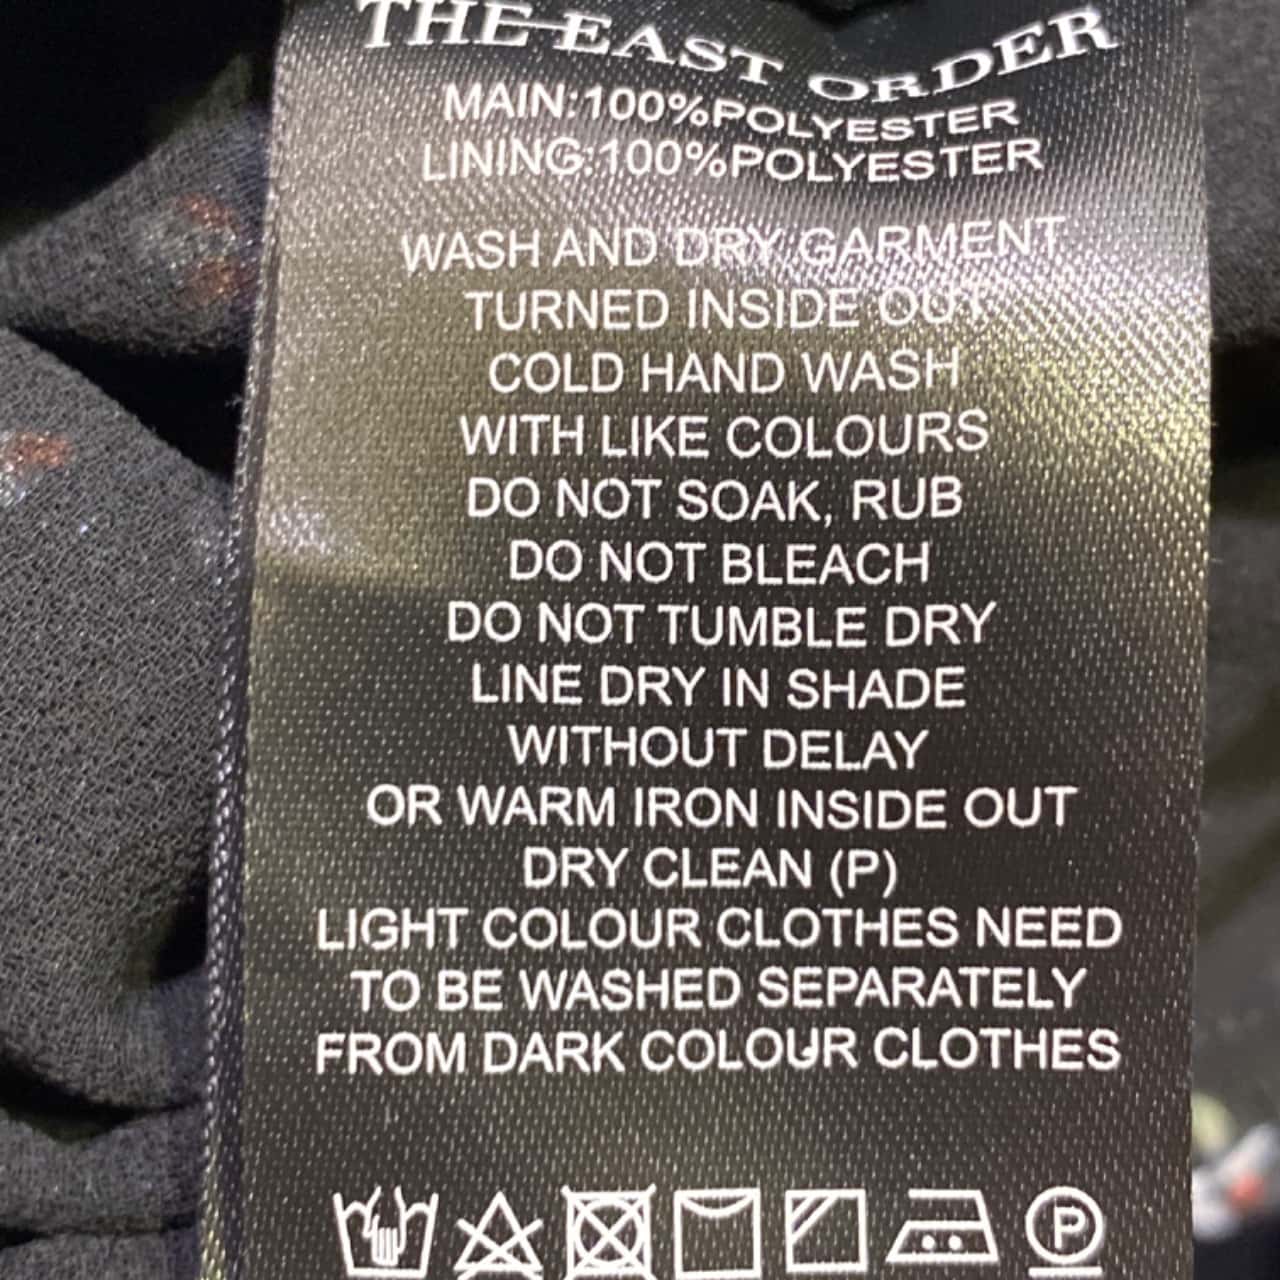 THE EAST ORDER
MAIN:100%POLYESTER
LINING:100%POLYESTER
WASH AND DRY GARMENT
TURNED INSIDE OUT
COLD HAND WASH
WITH LIKE COLOURS
DO NOT SOAK, RUB
DO NOT BLEACH
DO NOT TUMBLE DRY
LINE DRY IN SHADE
WITHOUT DELAY
OR WARM IRON INSIDE OUT
DRY CLEAN (P)
LIGHT COLOUR CLOTHES NEED
TO BE WASHED SEPARATELY
FROM DARK COLOUR CLOTHES
P